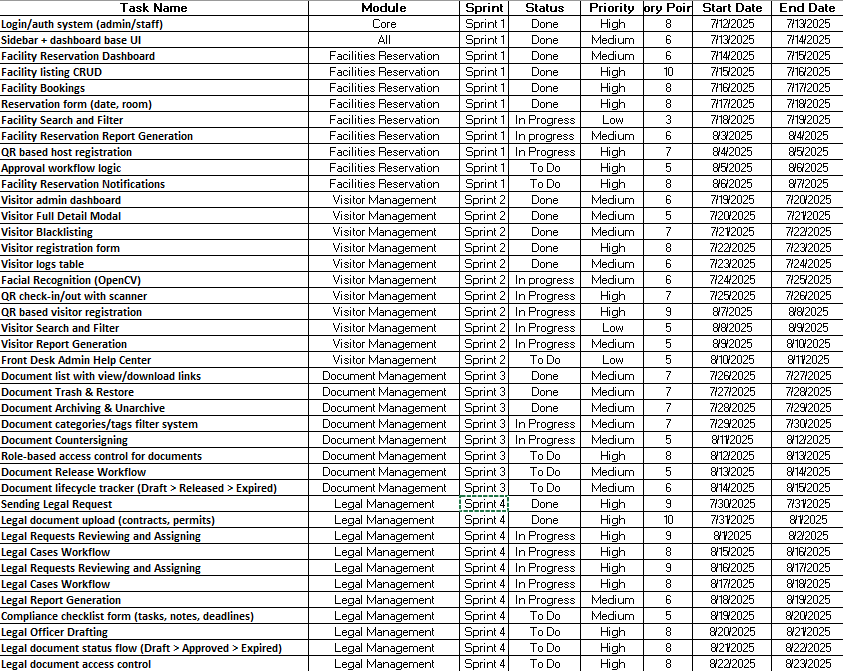 Task Name Module Sprint Status Priority ory Poin Start Date End Date
Login/auth system (admin/staff) Core Sprint 1 Done High 8 7/12/2025 7/13/2025
Sidebar + dashboard base UI All Sprint 1 Done Medium 6 7/13/2025 7/14/2025
Facility Reservation Dashboard Facilities Reservation Sprint 1 Done Medium 6 7/14/2025 7/15/2025
Facility listing CRUD Facilities Reservation Sprint 1 Done High 10 7/15/2025 7/16/2025
Facility Bookings Facilities Reservation Sprint 1 Done High 8 7/16/2025 7/17/2025
Reservation form (date, room) Facilities Reservation Sprint 1 Done High 8 7/17/2025 7/18/2025
Facility Search and Filter Facilities Reservation Sprint 1 In Progress Low 3 7/18/2025 7/19/2025
Facility Reservation Report Generation Facilities Reservation Sprint 1 In progress Medium 6 8/3/2025 8/4/2025
QR based host registration Facilities Reservation Sprint 1 In Progress High 7 8/4/2025 8/5/2025
Approval workflow logic Facilities Reservation Sprint 1 To Do High 5 8/5/2025 8/6/2025
Facility Reservation Notifications Facilities Reservation Sprint 1 To Do High 8 8/6/2025 8/7/2025
Visitor admin dashboard Visitor Management Sprint 2 Done Medium 6 7/19/2025 7/20/2025
Visitor Full Detail Modal Visitor Management Sprint 2 Done Medium 5 7/20/2025 7/21/2025
Visitor Blacklisting Visitor Management Sprint 2 Done Medium 7 7/21/2025 7/22/2025
Visitor registration form Visitor Management Sprint 2 Done High 8 7/22/2025 7/23/2025
Visitor logs table Visitor Management Sprint 2 Done Medium 6 7/23/2025 7/24/2025
Facial Recognition (OpenCV) Visitor Management Sprint 2 In progress Medium 6 7/24/2025 7/25/2025
QR check-in/out with scanner Visitor Management Sprint 2 In Progress High 7 7/25/2025 7/26/2025
QR based visitor registration Visitor Management Sprint 2 In Progress High 9 8/7/2025 8/8/2025
Visitor Search and Filter Visitor Management Sprint 2 In Progress Low 5 8/8/2025 8/9/2025
Visitor Report Generation Visitor Management Sprint 2 In Progress Medium 5 8/9/2025 8/10/2025
Front Desk Admin Help Center Visitor Management Sprint 2 To Do Low 5 8/10/2025 8/11/2025
Document list with view/download links Document Management Sprint 3 Done Medium 7 7/26/2025 7/27/2025
Document Trash & Restore Document Management Sprint 3 Done Medium 7 7/27/2025 7/28/2025
Document Archiving & Unarchive Document Management Sprint 3 Done Medium 7 7/28/2025 7/29/2025
Document categories/tags filter system Document Management Sprint 3 In Progress Medium 7 7/29/2025 7/30/2025
Document Countersigning Document Management Sprint 3 In Progress Medium 5 8/11/2025 8/12/2025
Role-based access control for documents Document Management Sprint 3 To Do High 8 8/12/2025 8/13/2025
Document Release Workflow Document Management Sprint 3 To Do Medium 5 8/13/2025 8/14/2025
Document lifecycle tracker (Draft > Released > Expired) Document Management Sprint 3 To Do Medium 6 8/14/2025 8/15/2025
Sending Legal Request Legal Management Sprint 4 Done High 9 7/30/2025 7/31/2025
Legal document upload (contracts, permits) Legal Management Sprint 4 Done High 10 7/31/2025 8/1/2025
Legal Requests Reviewing and Assigning Legal Management Sprint 4 In Progress High 9 8/1/2025 8/2/2025
Legal Cases Workflow Legal Management Sprint 4 In Progress High 8 8/15/2025 8/16/2025
Legal Requests Reviewing and Assigning Legal Management Sprint 4 In Progress High 9 8/16/2025 8/17/2025
Legal Cases Workflow Legal Management Sprint 4 In Progress High 8 8/17/2025 8/18/2025
Legal Report Generation Legal Management Sprint 4 In Progress Medium 6 8/18/2025 8/19/2025
Compliance checklist form (tasks, notes, deadlines) Legal Management Sprint 4 To Do Medium 5 8/19/2025 8/20/2025
Legal Officer Drafting Legal Management Sprint 4 To Do High 8 8/20/2025 8/21/2025
Legal document status flow (Draft > Approved > Expired) Legal Management Sprint 4 To Do High 8 8/21/2025 8/22/2025
Legal document access control Legal Management Sprint 4 To Do High 8 8/22/2025 8/23/2025